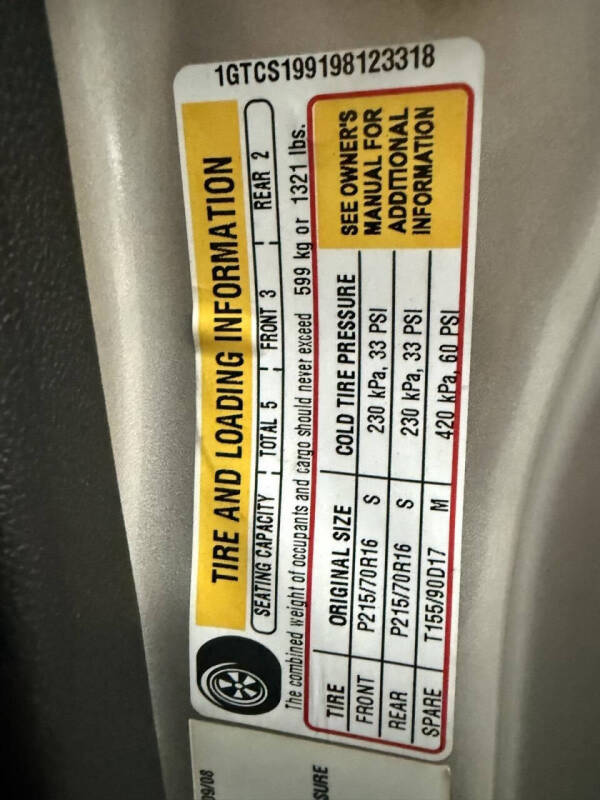 1GTCS199198123318
TIRE AND LOADING INFORMATION
SEATING CAPACITY TOTAL 5 FRONT 3 REAR 2
The combined weight of occupants and cargo should never exceed 599 kg or 1321 lbs.
TIRE ORIGINAL SIZE COLD TIRE PRESSURE
FRONT P215/70R16 S 230 kPa, 33 PSI
REAR P215/70R16 S 230 kPa, 33 PSI
SPARE T155/90D17 M 420 kPa, 60 PSI
SEE OWNER'S
MANUAL FOR
ADDITIONAL
INFORMATION
09/08
SURE